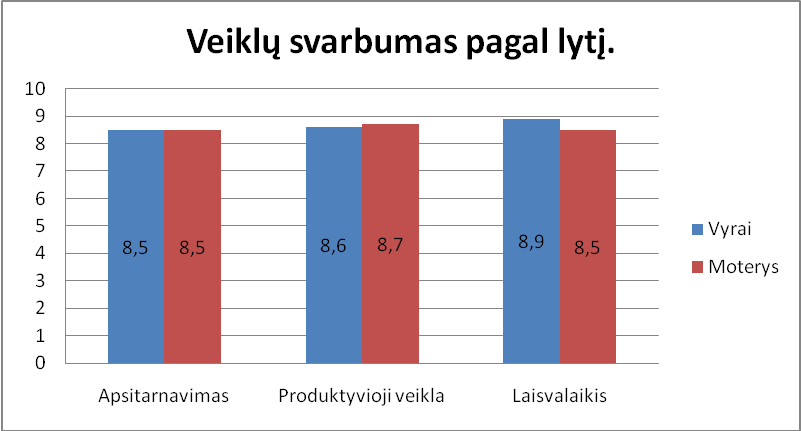 Veiklų svarbumas pagal lytį.
10
9
8
7
6
5
4
3
2
1
0
8,5
8,5
8,6
8,7
8,9
8,5
Apsitarnavimas
Produktyvioji veikla
Laisvalaikis
Vyrai
Moterys